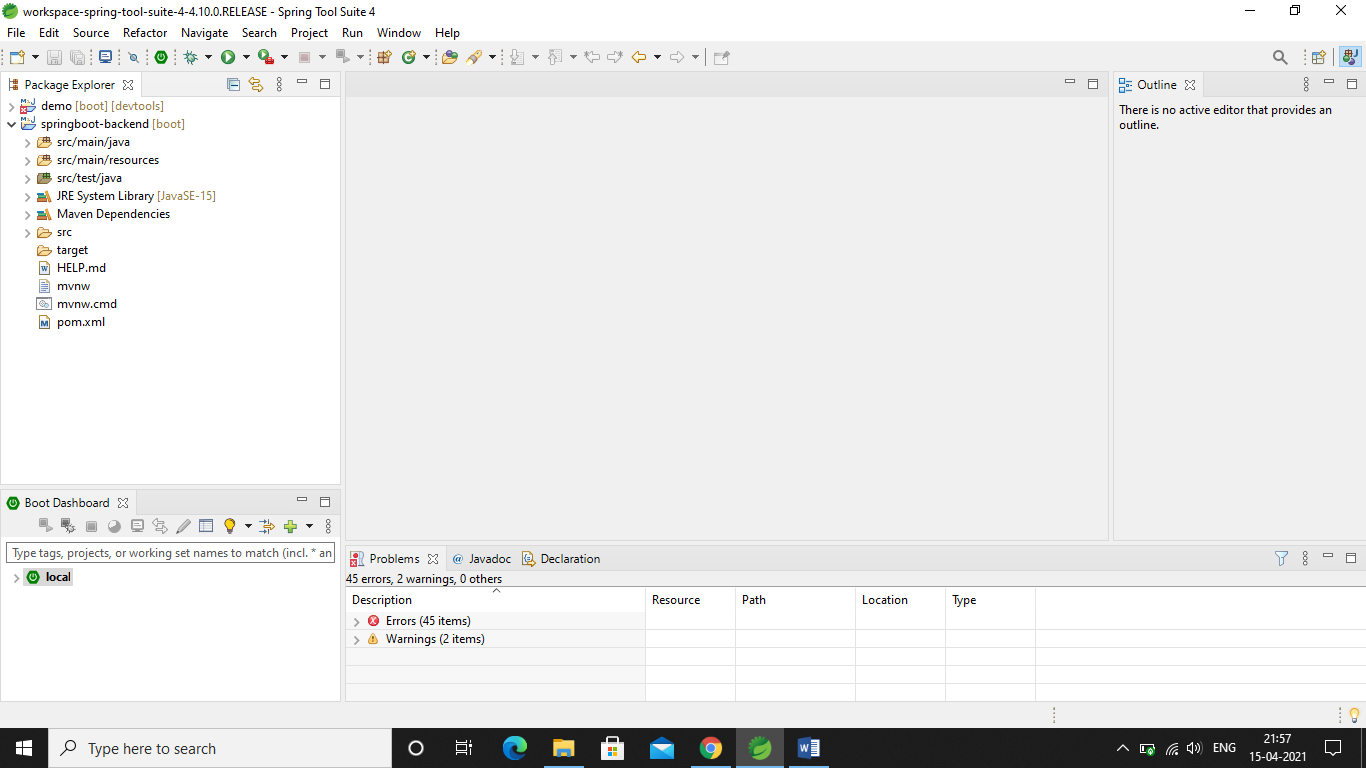 workspace-spring-tool-suite-4-4.10.0.RELEASE - Spring Tool Suite 4
File Edit Source Refactor Navigate Search Project Run Window Help
Package Explorer
demo [boot] [devtools]
springboot-backend [boot]
src/main/java
src/main/resources
src/test/java
JRE System Library [JavaSE-15]
Maven Dependencies
src
target
HELP.md
mvnw
mvnw.cmd
pom.xml
Outline
There is no active editor that provides an
outline.
Boot Dashboard
Type tags, projects, or working set names to match (incl. * an
local
Problems Javadoc Declaration
45 errors, 2 warnings, 0 others
Description Resource Path Location Type
Errors (45 items)
Warnings (2 items)
Type here to search
ENG
21:57
15-04-2021